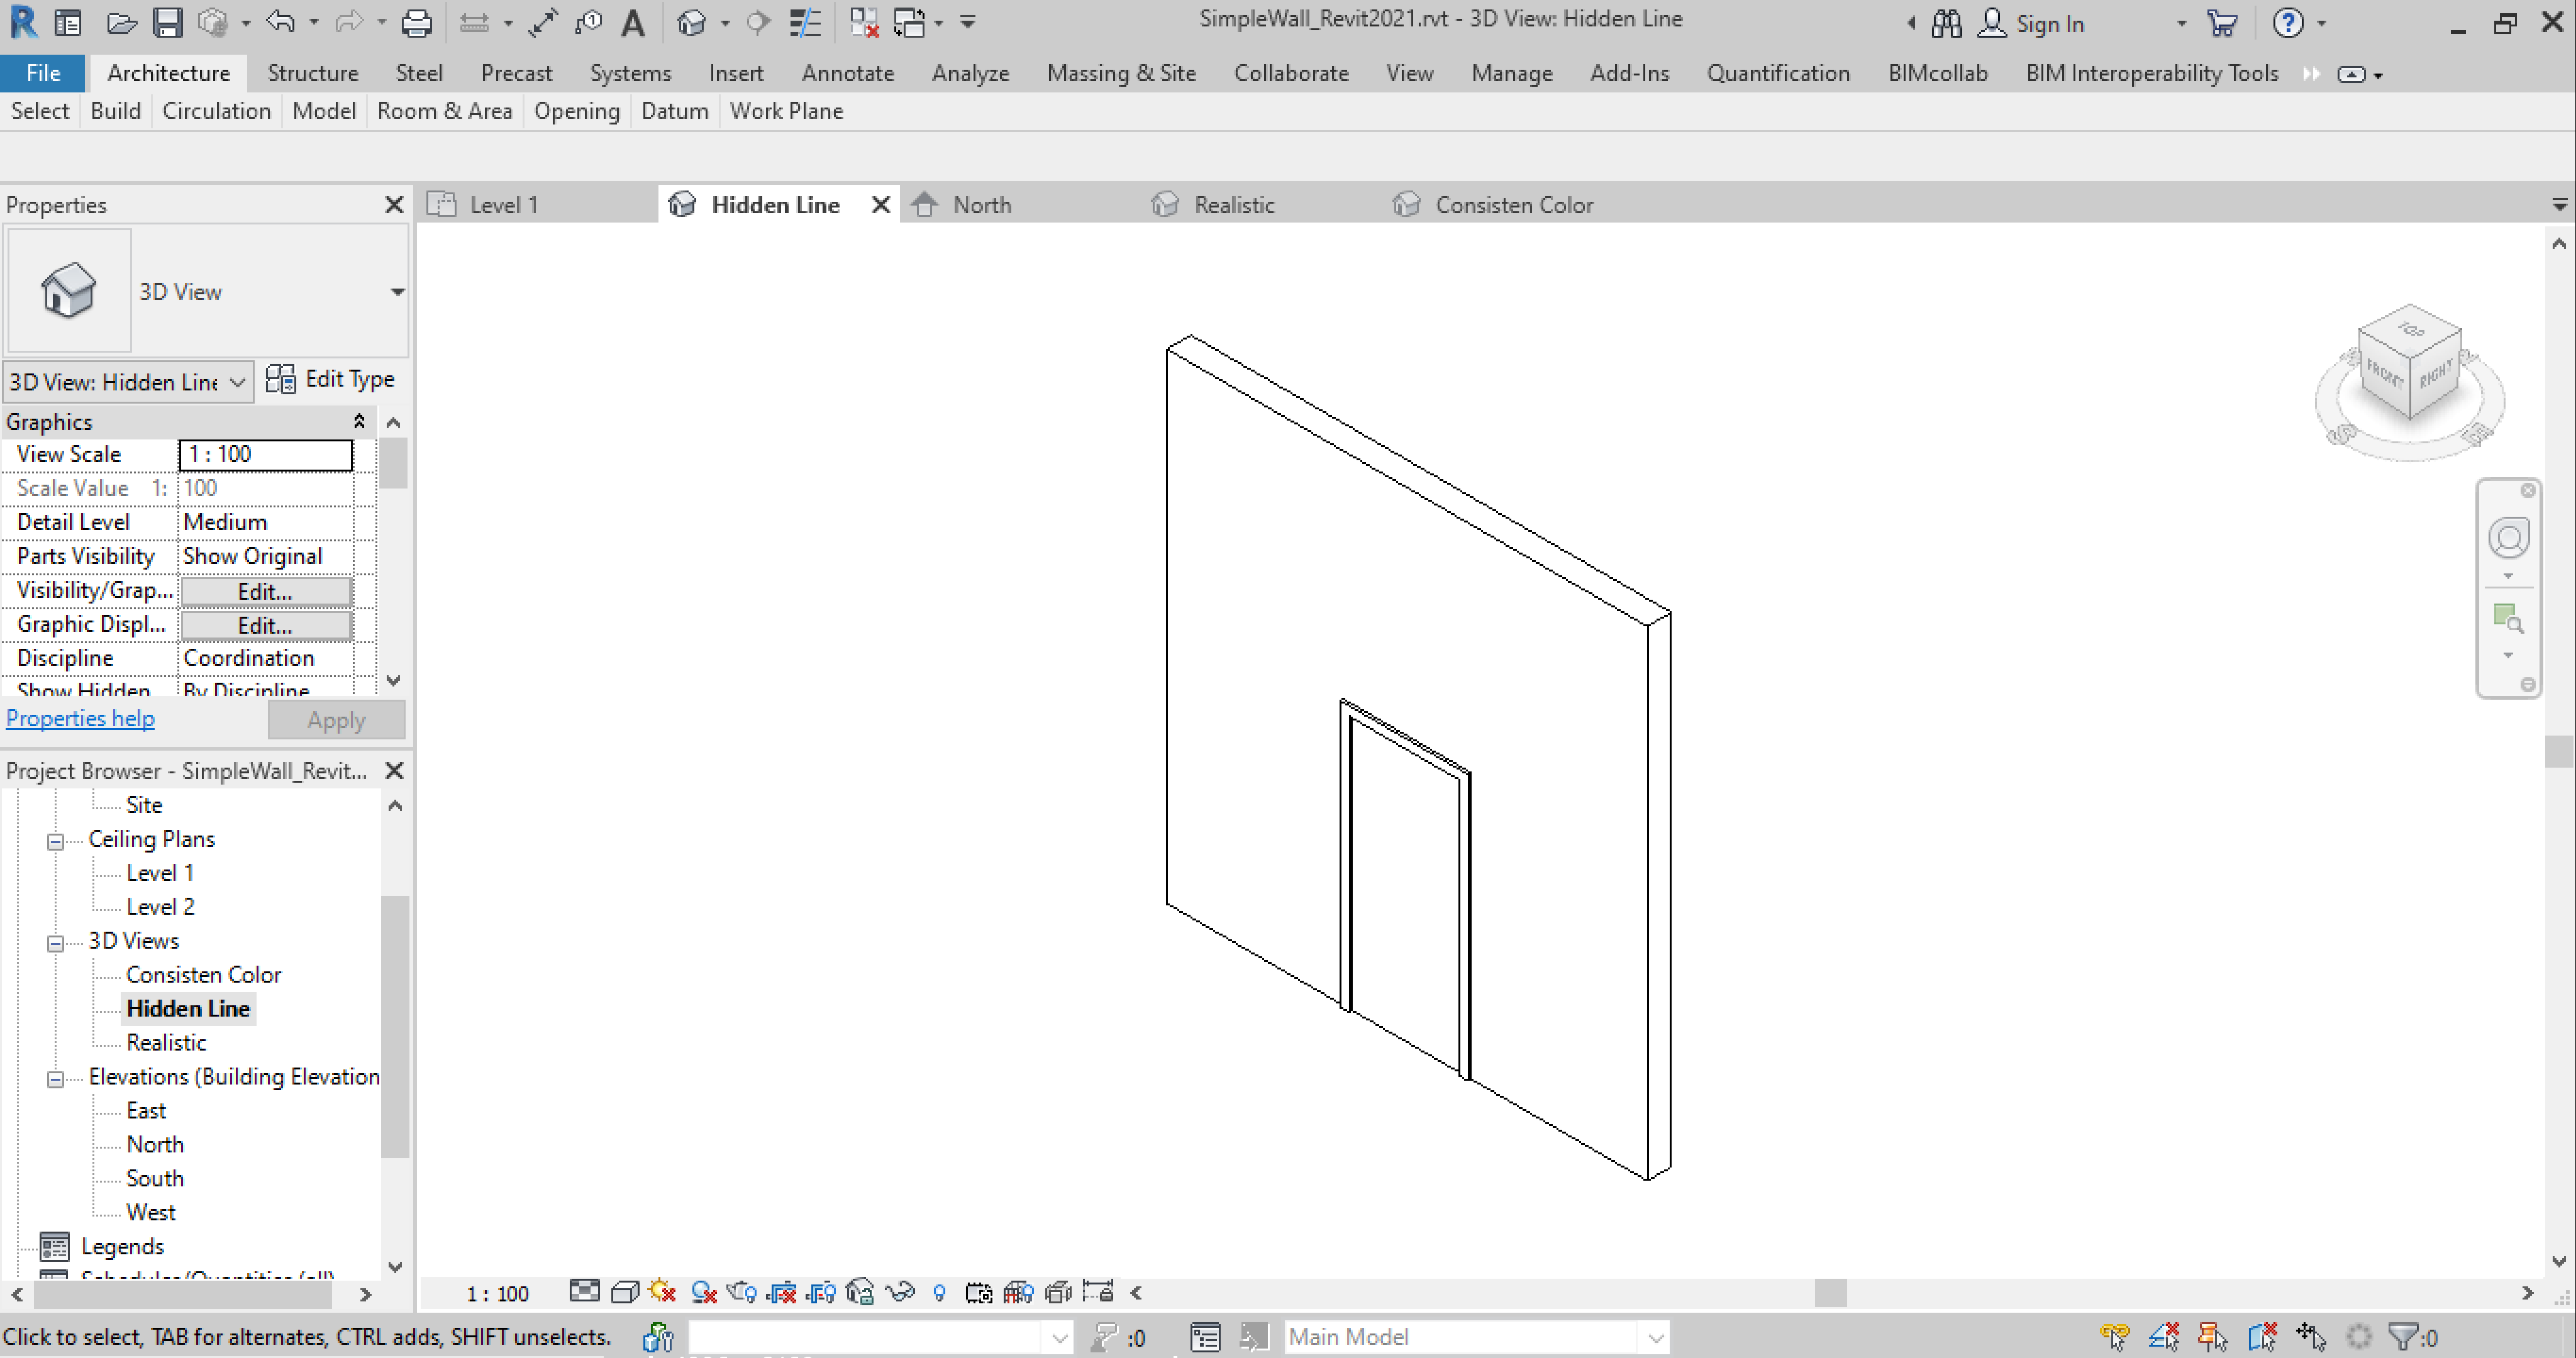 SimpleWall_Revit2021.rvt - 3D View: Hidden Line
Sign In
File Architecture Structure Steel Precast Systems Insert Annotate Analyze Massing & Site Collaborate View Manage Add-Ins Quantification BIMcollab BIM Interoperability Tools
Select Build Circulation Model Room & Area Opening Datum Work Plane
Properties
Level 1 Hidden Line North Realistic Consisten Color
3D View
3D View: Hidden Line Edit Type
Graphics
View Scale 1 : 100
Scale Value 1: 100
Detail Level Medium
Parts Visibility Show Original
Visibility/Grap... Edit...
Graphic Displ... Edit...
Discipline Coordination
Show Hidden By Discipline
Properties help Apply
TOP
FRONT RIGHT
Project Browser - SimpleWall_Revit...
Site
Ceiling Plans
Level 1
Level 2
3D Views
Consisten Color
Hidden Line
Realistic
Elevations (Building Elevation
East
North
South
West
Legends
Schedules/Quantities (all)
1 : 100
Click to select, TAB for alternates, CTRL adds, SHIFT unselects. :0 Main Model :0